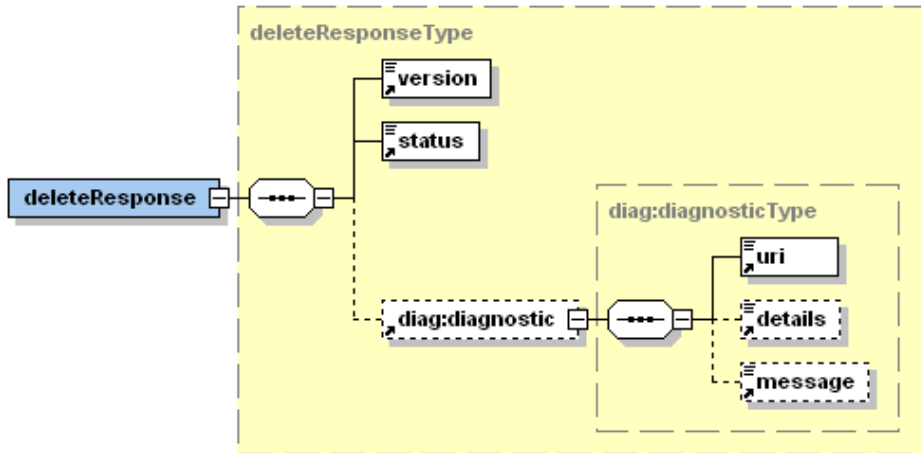 deleteResponseType
version
status
deleteResponse
diag:diagnosticType
uri
diag:diagnostic
details
message